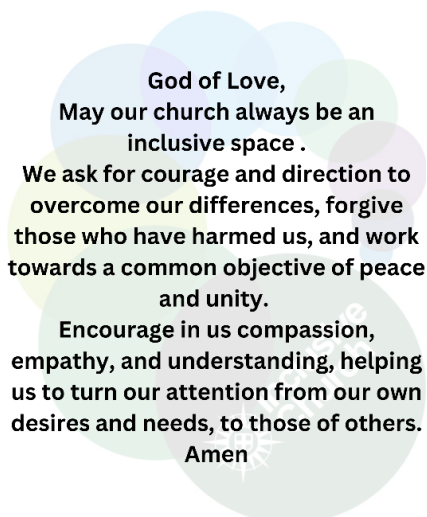 God of Love,
May our church always be an
inclusive space .
We ask for courage and direction to
overcome our differences, forgive
those who have harmed us, and work
towards a common objective of peace
and unity.
Encourage in us compassion,
empathy, and understanding, helping
us to turn our attention from our own
desires and needs, to those of others.
Amen
Inclusive
Church